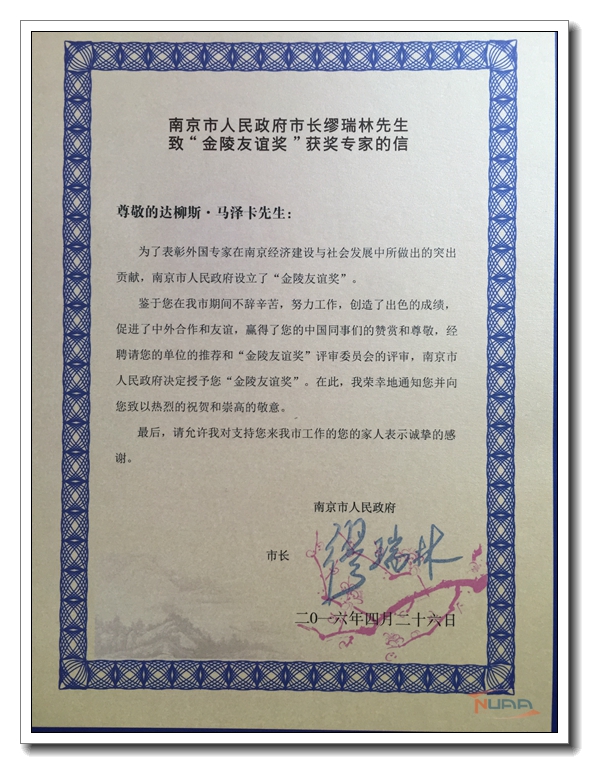 南京市人民政府市长缪瑞林先生
致“金陵友谊奖”获奖专家的信
尊敬的达柳斯·马泽卡先生：
为了表彰外国专家在南京经济建设与社会发展中所做出的突出
贡献，南京市人民政府设立了“金陵友谊奖”。
鉴于您在我市期间不辞辛苦，努力工作，创造了出色的成绩，
促进了中外合作和友谊，赢得了您的中国同事们的赞赏和尊敬，经
聘请您的单位的推荐和“金陵友谊奖”评审委员会的评审，南京市
人民政府决定授予您“金陵友谊奖”。在此，我荣幸地通知您并向
您致以热烈的祝贺和崇高的敬意。
最后，请允许我对支持您来我市工作的您的家人表示诚挚的感
谢。
南京市人民政府
市长 缪瑞林
二〇一六年四月二十六日
NUAA